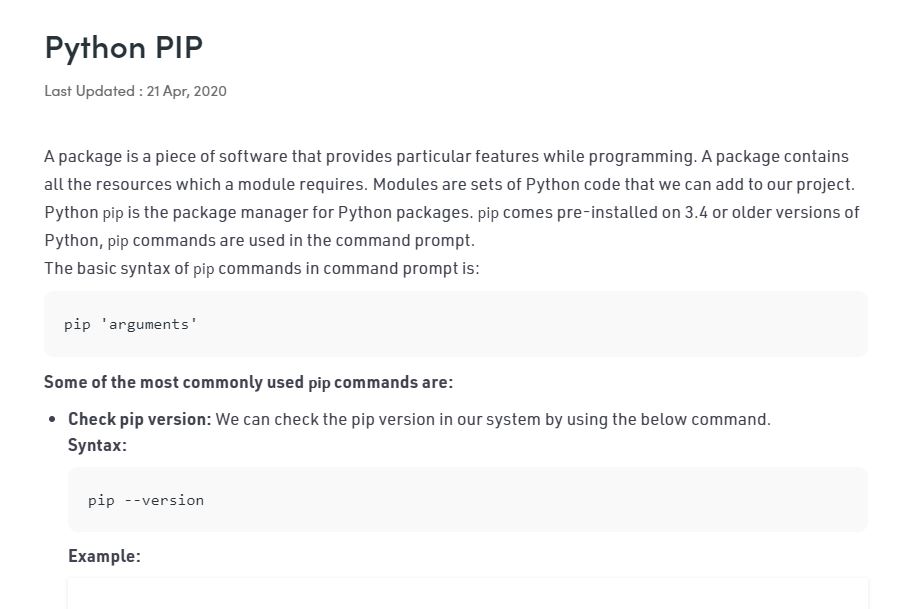 Python PIP
Last Updated : 21 Apr, 2020
A package is a piece of software that provides particular features while programming. A package contains
all the resources which a module requires. Modules are sets of Python code that we can add to our project.
Python pip is the package manager for Python packages. pip comes pre-installed on 3.4 or older versions of
Python, pip commands are used in the command prompt.
The basic syntax of pip commands in command prompt is:
pip 'arguments'
Some of the most commonly used pip commands are:
• Check pip version: We can check the pip version in our system by using the below command.
Syntax:
pip --version
Example: